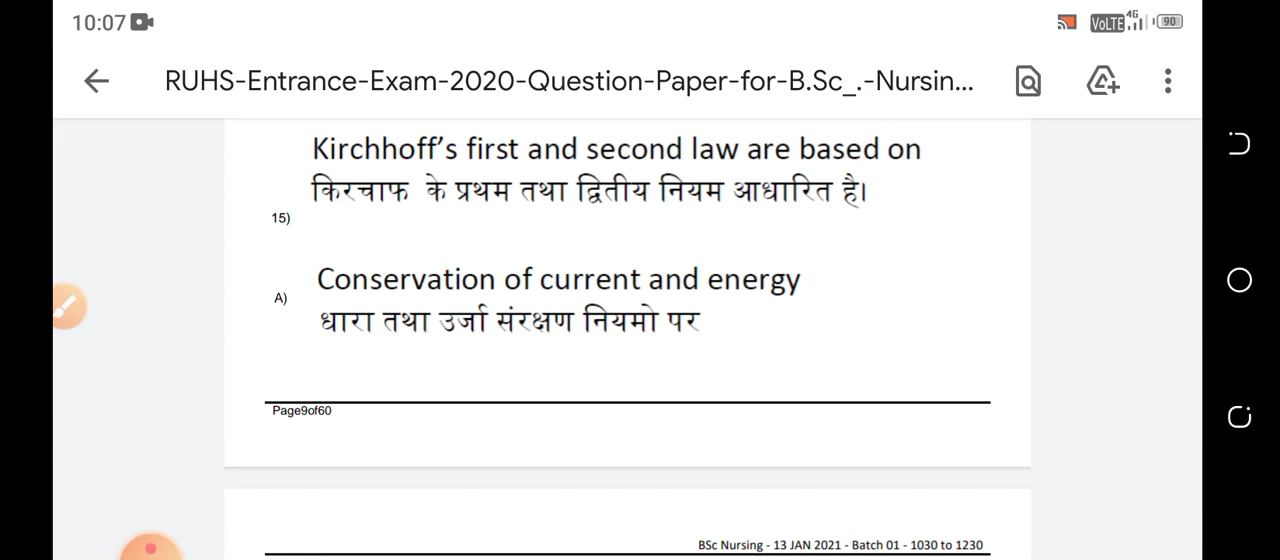 10:07
VoLTE 4G 90
RUHS-Entrance-Exam-2020-Question-Paper-for-B.Sc_.-Nursin...
Kirchhoff's first and second law are based on
किरचाफ के प्रथम तथा द्वितीय नियम आधारित है।
15)
Conservation of current and energy
A)
धारा तथा उर्जा संरक्षण नियमो पर
Page9of60
BSc Nursing - 13 JAN 2021 - Batch 01 - 1030 to 1230